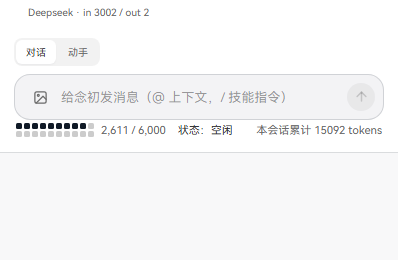 Deepseek · in 3002 / out 2
对话 动手
给念初发消息（@ 上下文，/ 技能指令）
2,611 / 6,000 状态：空闲 本会话累计 15092 tokens